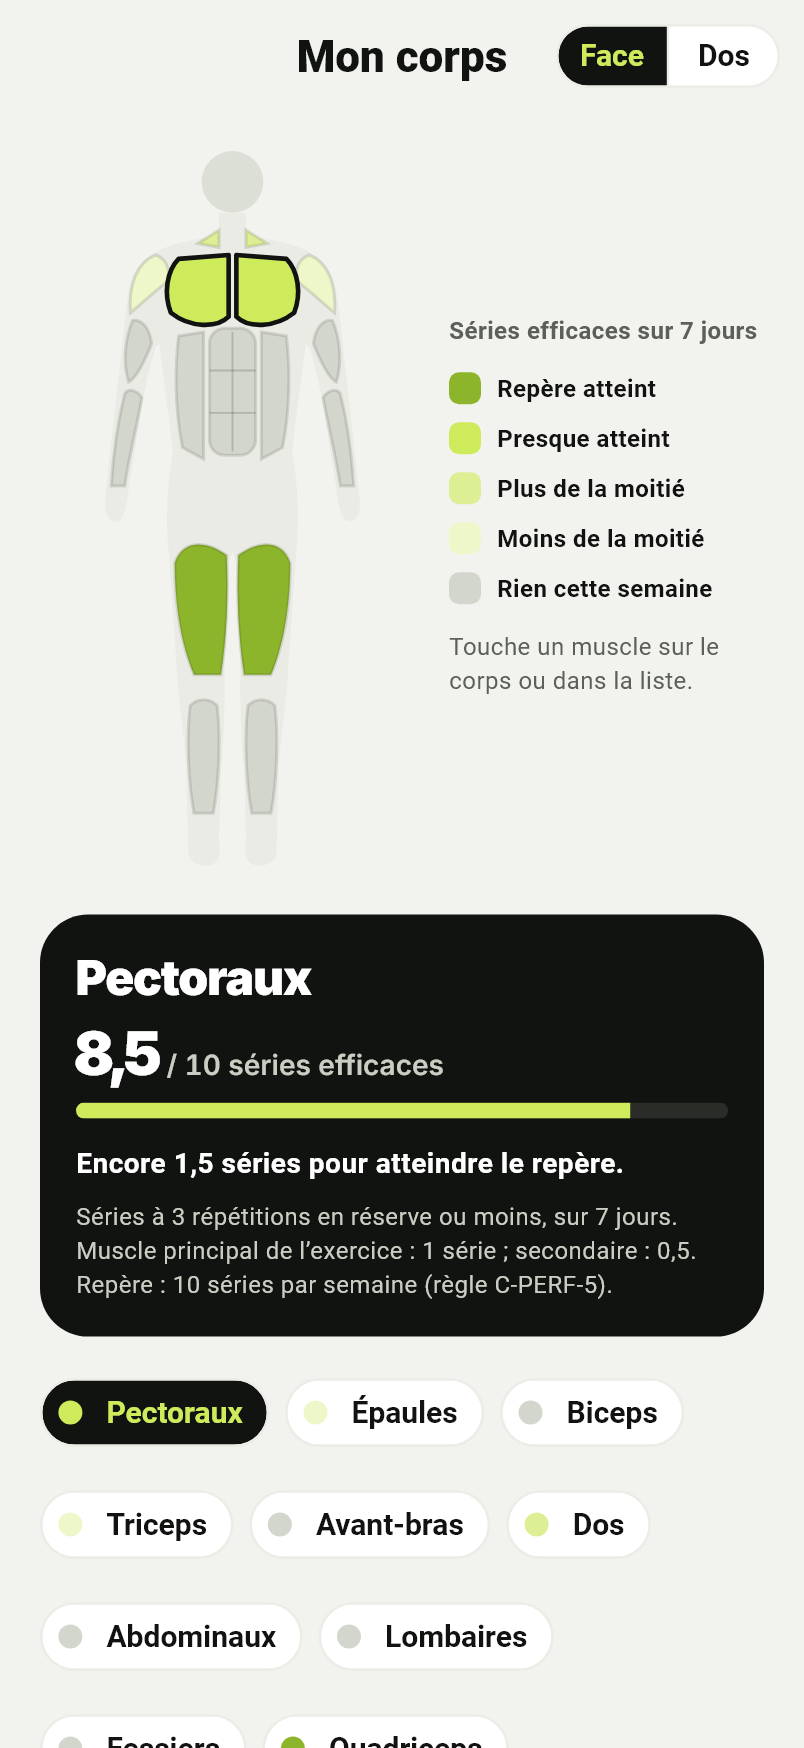 Mon corps
Face
Dos
Séries efficaces sur 7 jours
Repère atteint
Presque atteint
Plus de la moitié
Moins de la moitié
Rien cette semaine
Touche un muscle sur le
corps ou dans la liste.
Pectoraux
8,5 / 10 séries efficaces
Encore 1,5 séries pour atteindre le repère.
Séries à 3 répétitions en réserve ou moins, sur 7 jours.
Muscle principal de l’exercice : 1 série ; secondaire : 0,5.
Repère : 10 séries par semaine (règle C-PERF-5).
Pectoraux
Épaules
Biceps
Triceps
Avant-bras
Dos
Abdominaux
Lombaires
Fessiers
Quadriceps